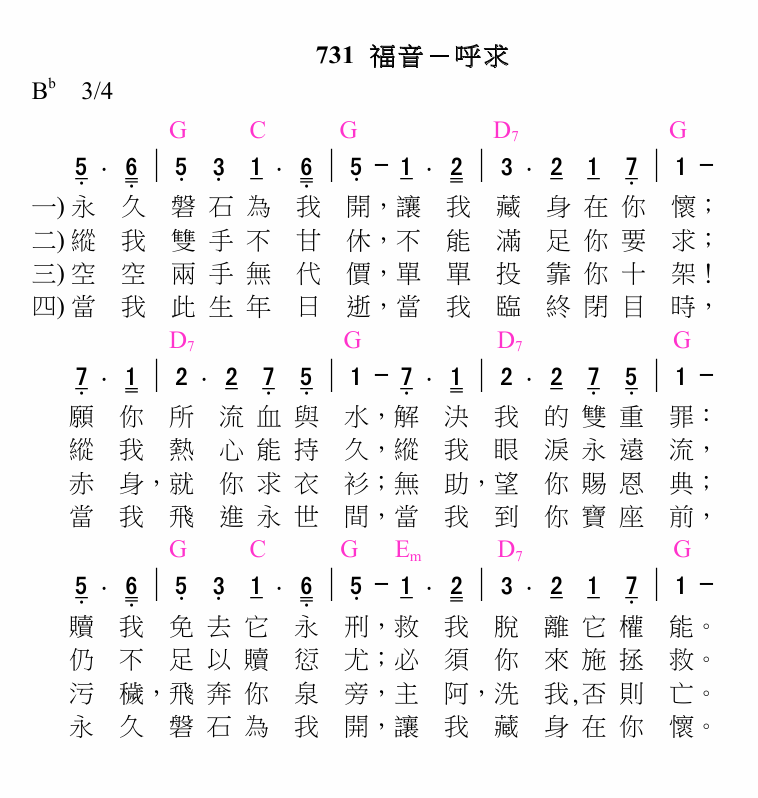 731 福音－呼求
Bb 3/4
G C G D7 G
5 · 6 | 5 3 1 · 6 | 5 – 1 · 2 | 3 · 2 1 7 | 1 –
一) 永久磐石為我開，讓我藏身在你懷；
二) 縱我雙手不甘休，不能滿足你要求；
三) 空空兩手無代價，單單投靠你十架！
四) 當我此生年日逝，當我臨終閉目時，
D7 G D7 G
7 · 1 | 2 · 2 7 5 | 1 – 7 · 1 | 2 · 2 7 5 | 1 –
願你所流血與水，解決我的雙重罪：
縱我熱心能持久，縱我眼淚永遠流，
赤身，就你求衣衫；無助，望你賜恩典；
當我飛進永世間，當我到你寶座前，
G C G Em D7 G
5 · 6 | 5 3 1 · 6 | 5 – 1 · 2 | 3 · 2 1 7 | 1 –
贖我免去它永刑，救我脫離它權能。
仍不足以贖愆尤；必須你來施拯救。
污穢，飛奔你泉旁，主阿，洗我,否則亡。
永久磐石為我開，讓我藏身在你懷。